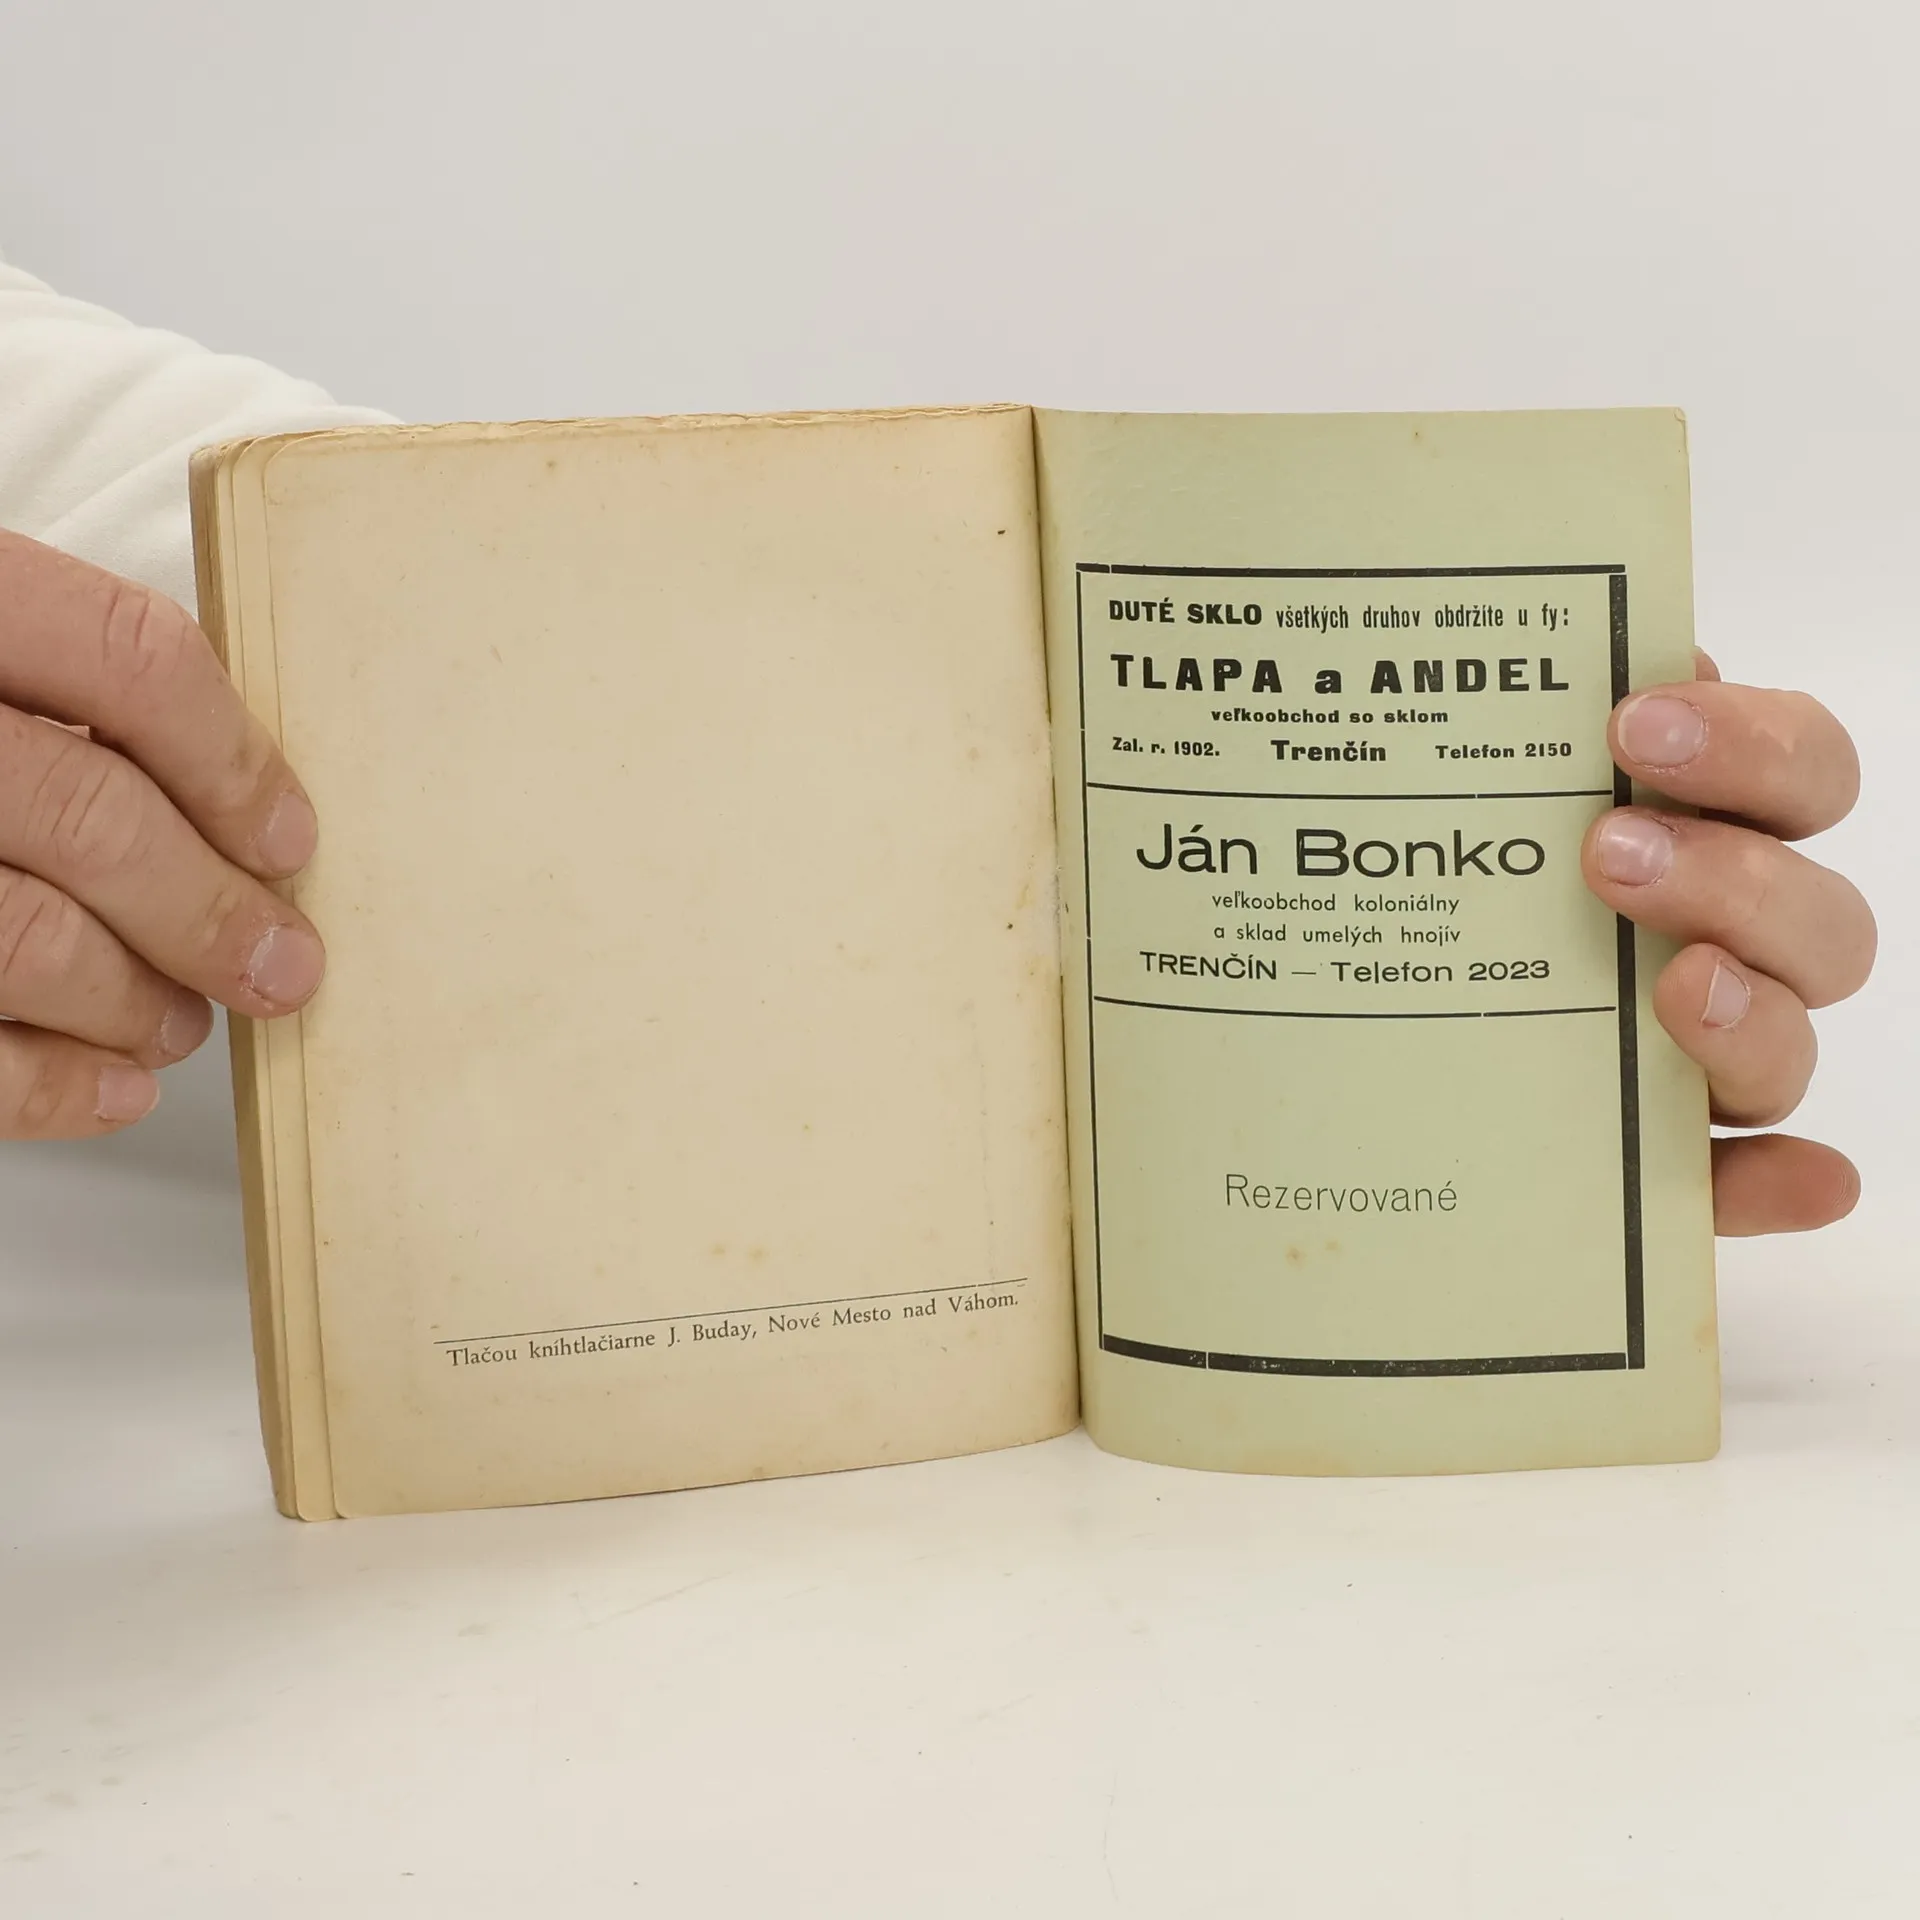 Tlačou kníhtlačiarne J. Buday, Nové Mesto nad Váhom.
DUTÉ SKLO všetkých druhov obdržíte u fy:
TLAPA a ANDEL
veľkoobchod so sklom
Zal. r. 1902. Trenčín Telefon 2150
Ján Bonko
veľkoobchod koloniálny
a sklad umelých hnojív
TRENČÍN — Telefon 2023
Rezervované